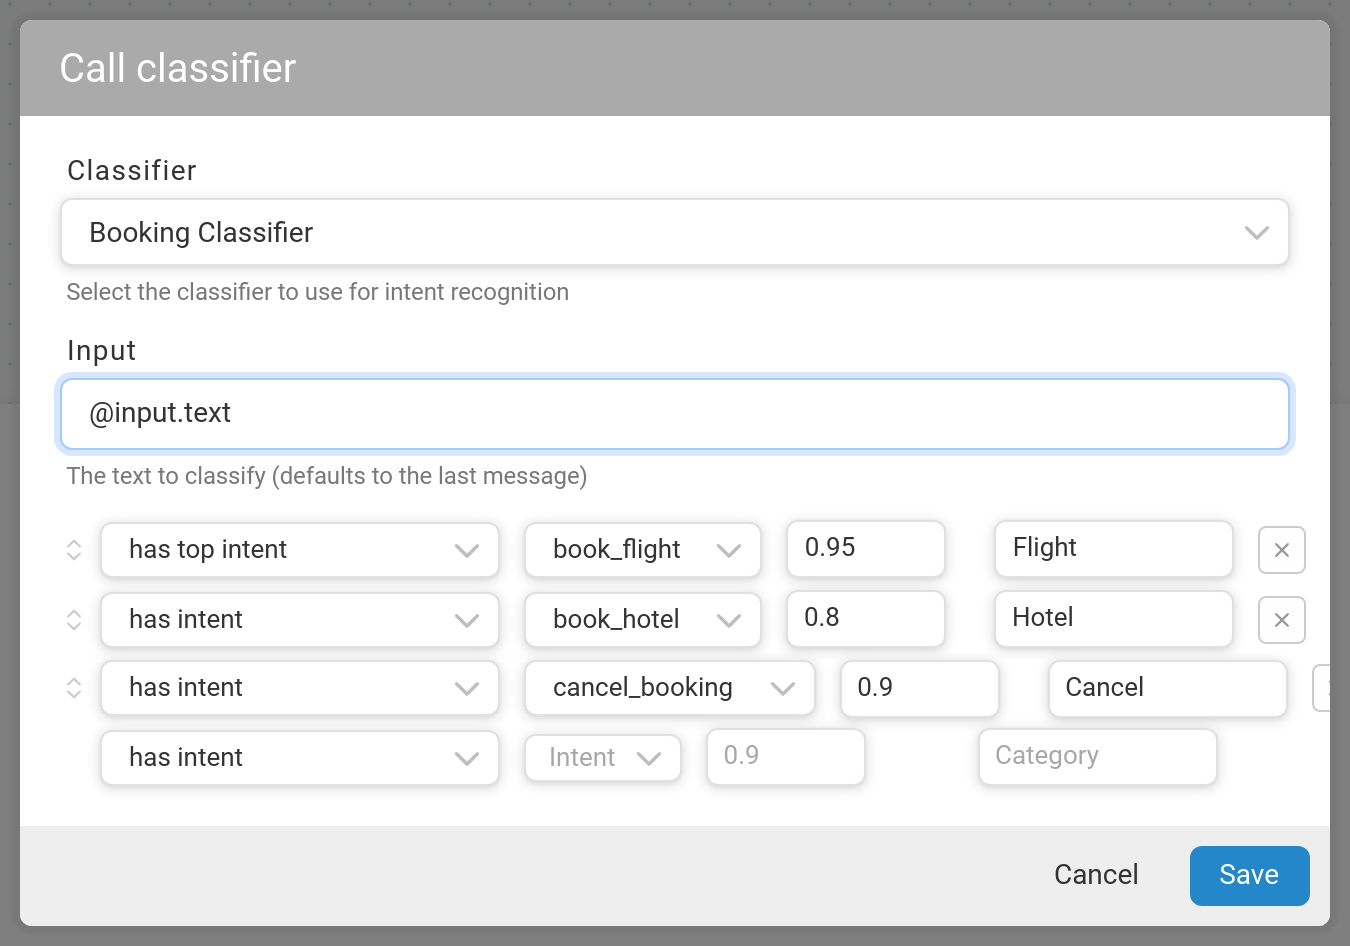 Call classifier
Classifier
Booking Classifier
Select the classifier to use for intent recognition
Input
@input.text
The text to classify (defaults to the last message)
has top intent book_flight 0.95 Flight
has intent book_hotel 0.8 Hotel
has intent cancel_booking 0.9 Cancel
has intent Intent 0.9 Category
Cancel Save